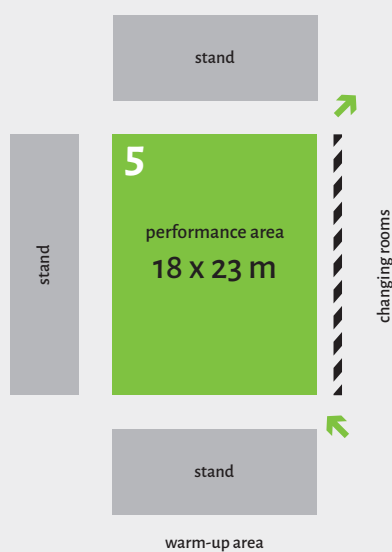 stand
5
performance area
18 x 23 m
stand
changing rooms
stand
warm-up area